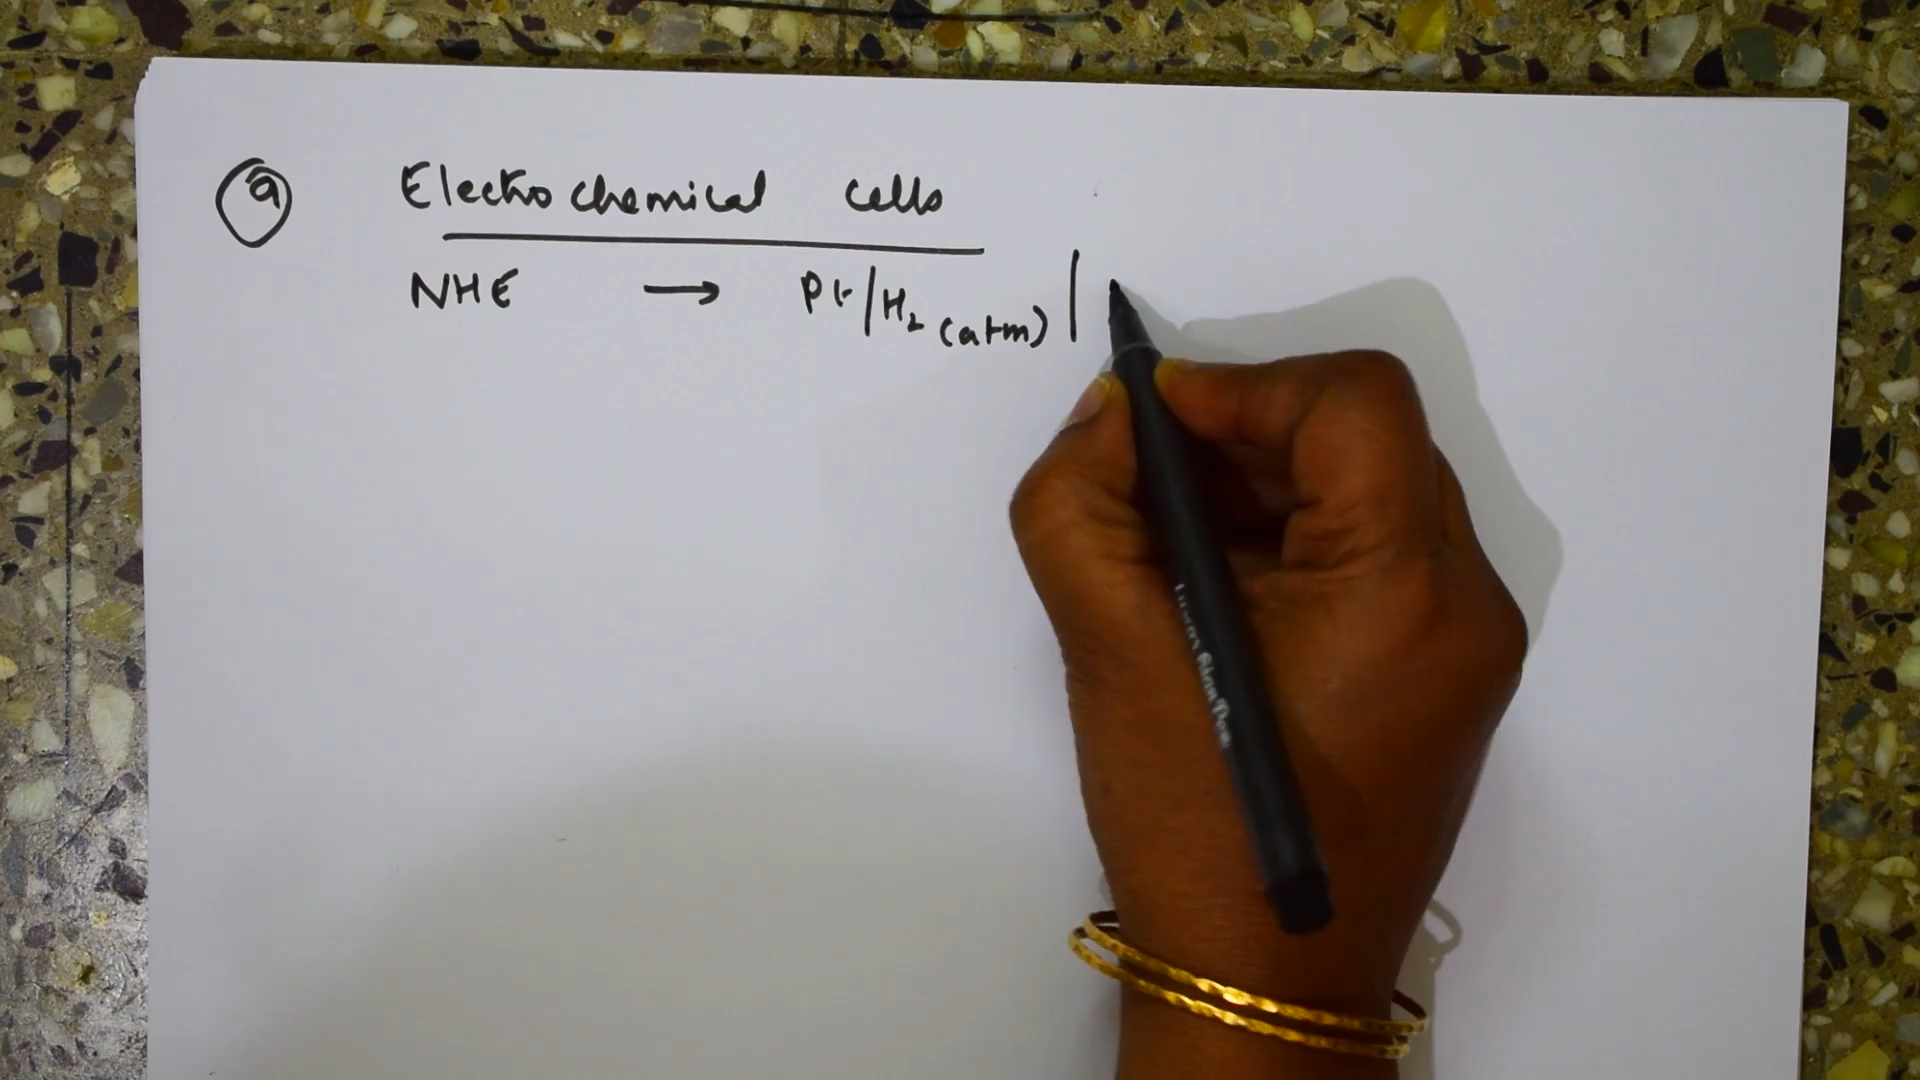 9 Electrochemical cells
NHE → Pt/H₂ (atm) |